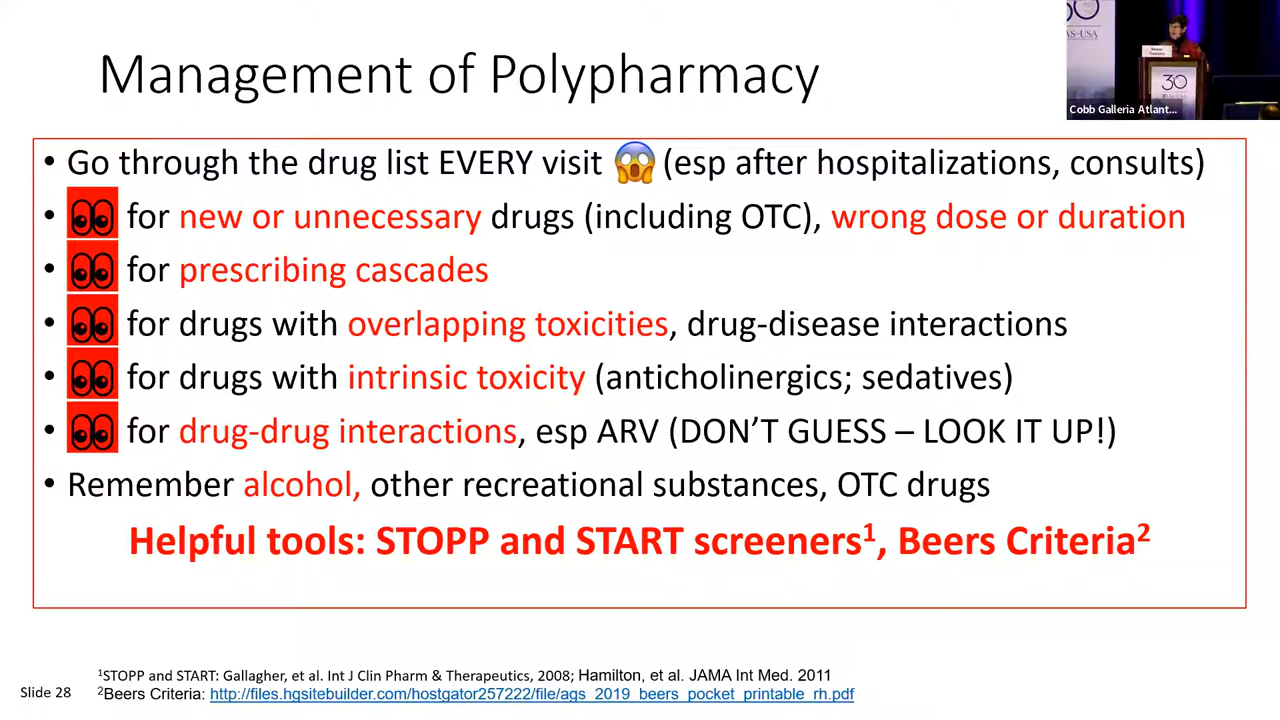 Management of Polypharmacy
30
AS-USA
30
Cobb Galleria Atlant...
• Go through the drug list EVERY visit 😱 (esp after hospitalizations, consults)
• for new or unnecessary drugs (including OTC), wrong dose or duration
• for prescribing cascades
• for drugs with overlapping toxicities, drug-disease interactions
• for drugs with intrinsic toxicity (anticholinergics; sedatives)
• for drug-drug interactions, esp ARV (DON'T GUESS – LOOK IT UP!)
• Remember alcohol, other recreational substances, OTC drugs
Helpful tools: STOPP and START screeners¹, Beers Criteria²
¹STOPP and START: Gallagher, et al. Int J Clin Pharm & Therapeutics, 2008; Hamilton, et al. JAMA Int Med. 2011
Slide 28
²Beers Criteria: http://files.hgsitebuilder.com/hostgator257222/file/ags_2019_beers_pocket_printable_rh.pdf